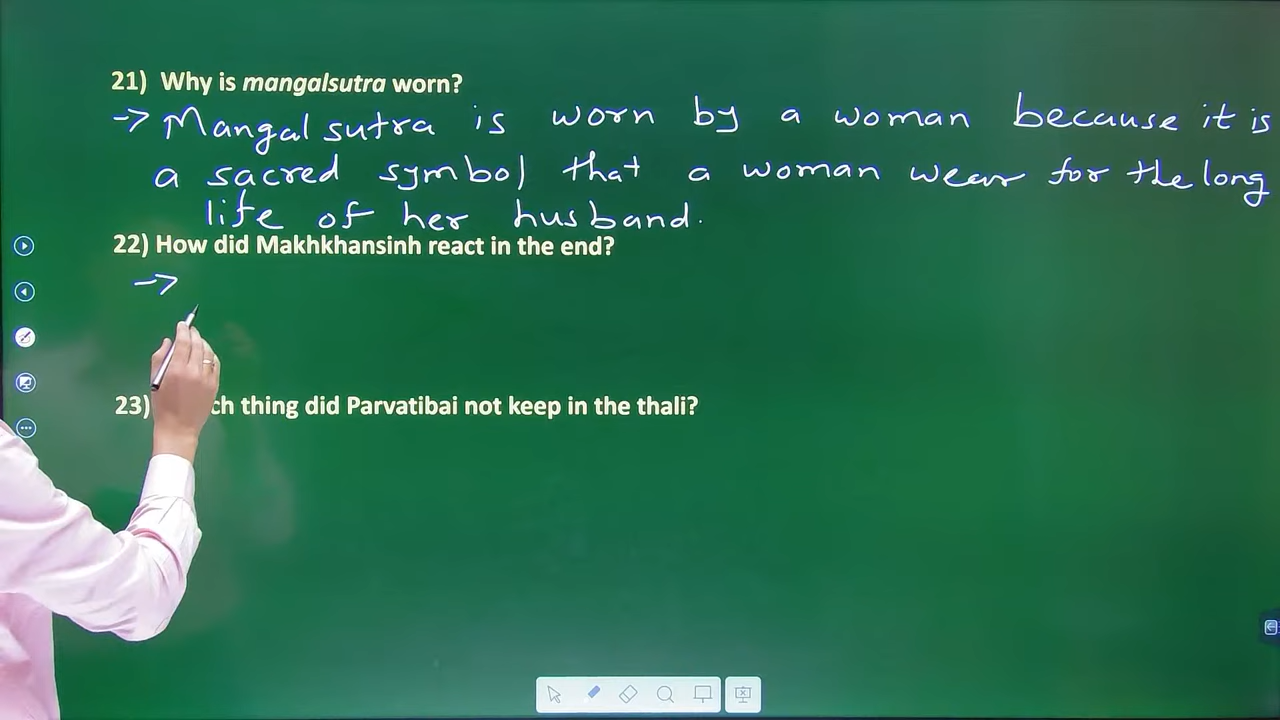 21) Why is mangalsutra worn?
-> Mangalsutra is worn by a woman because it is
a sacred symbol that a woman wear for the long
life of her husband.
22) How did Makhkhansinh react in the end?
->
23) ch thing did Parvatibai not keep in the thali?